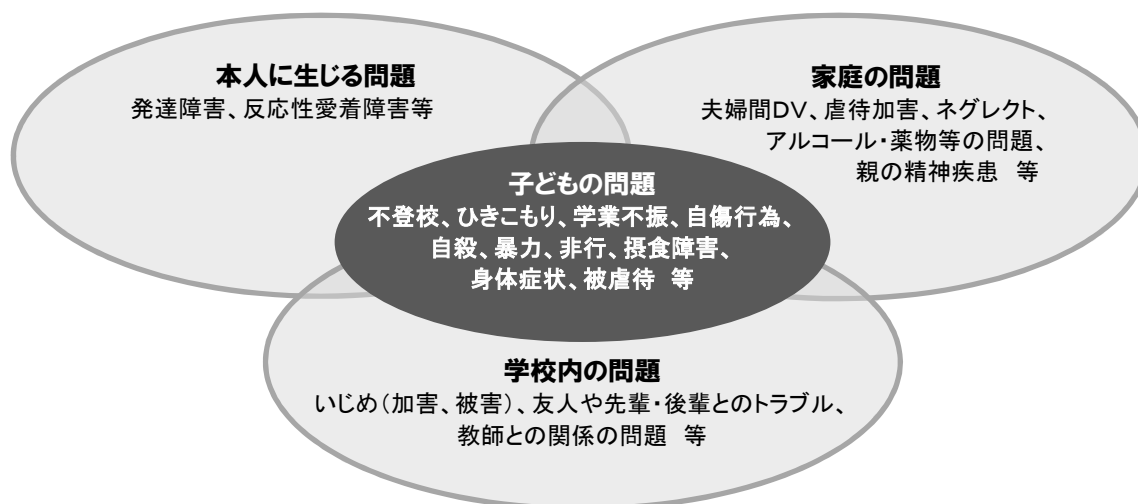 本人に生じる問題
発達障害、反応性愛着障害等
家庭の問題
夫婦間DV、虐待加害、ネグレクト、
アルコール・薬物等の問題、
親の精神疾患　等
子どもの問題
不登校、ひきこもり、学業不振、自傷行為、
自殺、暴力、非行、摂食障害、
身体症状、被虐待　等
学校内の問題
いじめ（加害、被害）、友人や先輩・後輩とのトラブル、
教師との関係の問題　等